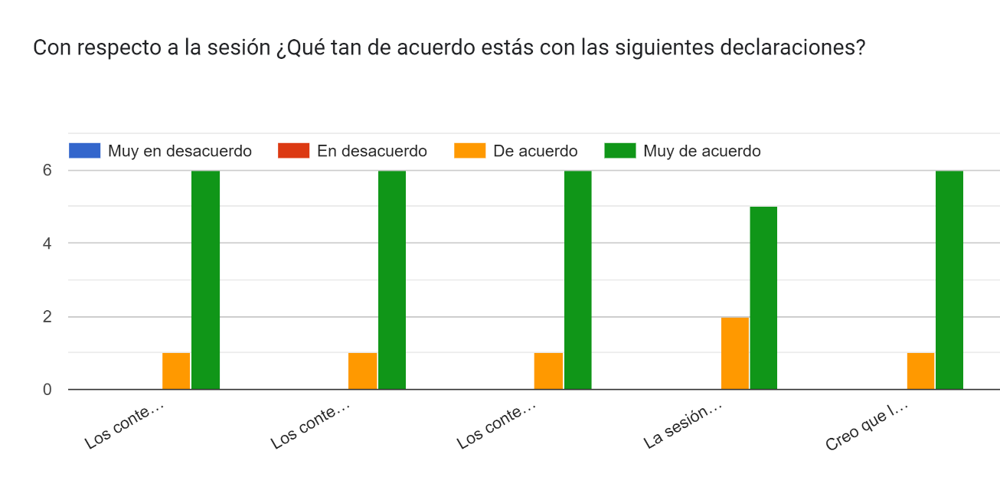 Con respecto a la sesión ¿Qué tan de acuerdo estás con las siguientes declaraciones?
Muy en desacuerdo En desacuerdo De acuerdo Muy de acuerdo
6
4
2
0
Los conte… Los conte… Los conte… La sesión… Creo que l…